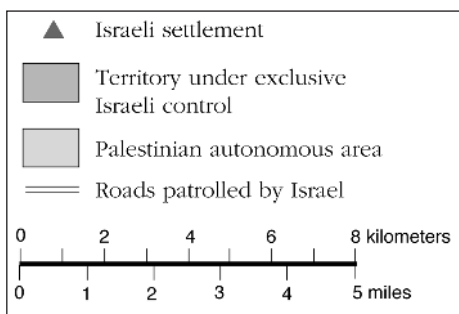 Israeli settlement
Territory under exclusive
Israeli control
Palestinian autonomous area
Roads patrolled by Israel
0 2 4 6 8 kilometers
0 1 2 3 4 5 miles